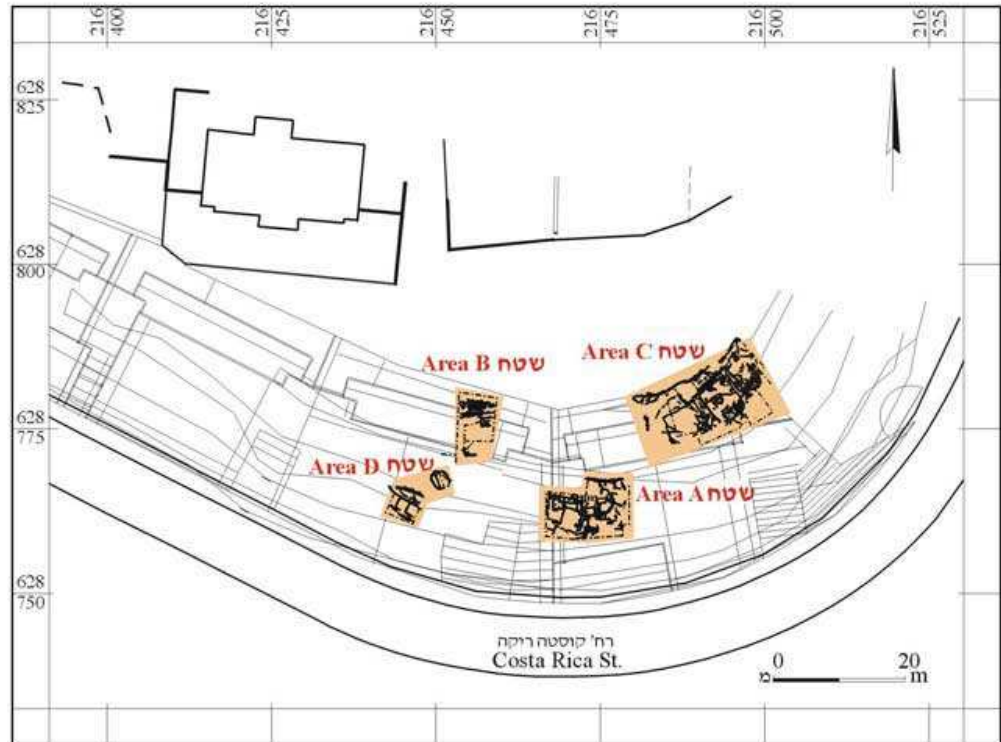 216 400
216 425
216 450
216 475
216 500
216 525
628 825
628 800
628 775
628 750
Area B שטח
Area C שטח
Area D שטח
Area A שטח
רח' קוסטה ריקה
Costa Rica St.
0 20
מ m